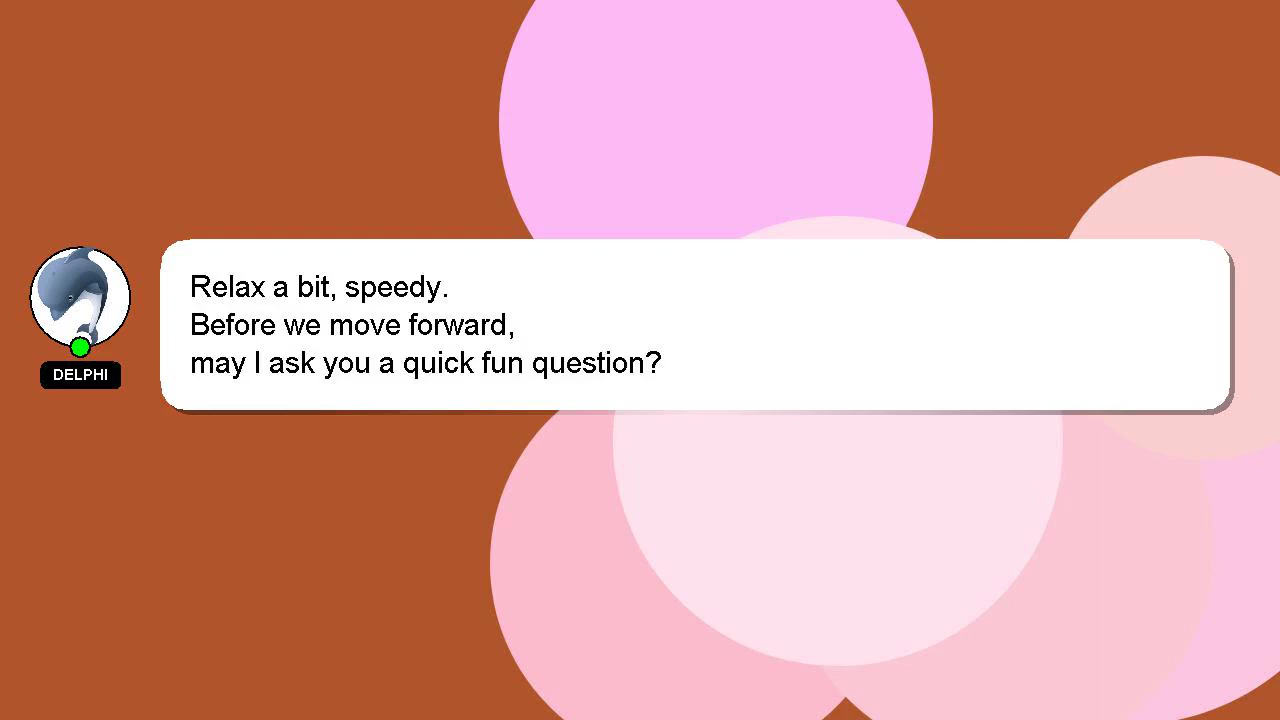 Relax a bit, speedy.
Before we move forward,
may I ask you a quick fun question?
DELPHI